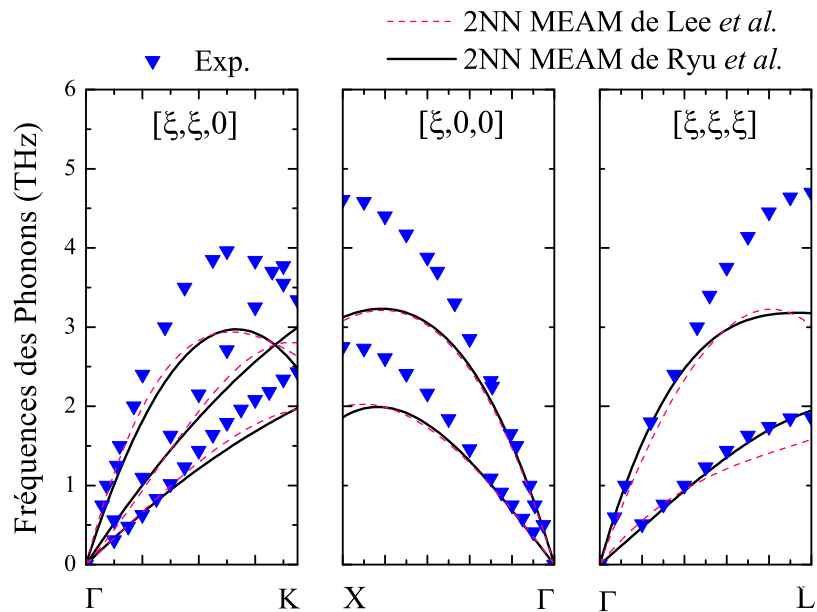 2NN MEAM de Lee et al.
Exp.
2NN MEAM de Ryu et al.
Fréquences des Phonons (THz)
6
5
4
3
2
1
0
[ξ,ξ,0]
[ξ,0,0]
[ξ,ξ,ξ]
Γ K X Γ Γ L